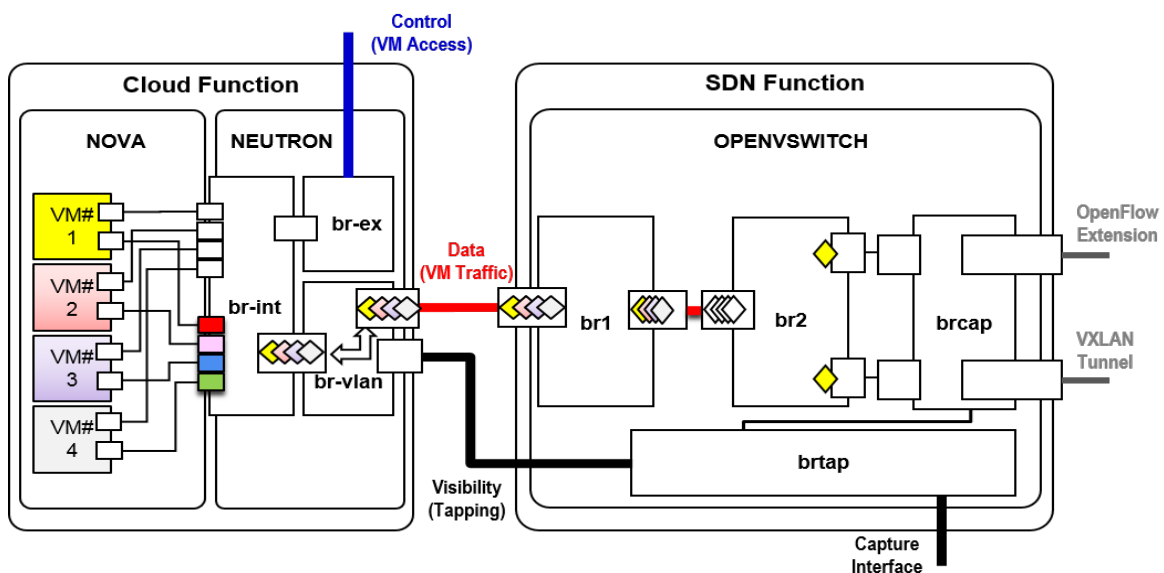 Control
(VM Access)
Cloud Function
SDN Function
NOVA
NEUTRON
OPENVSWITCH
VM#
1
VM#
2
VM#
3
VM#
4
br-int
br-ex
br-vlan
Data
(VM Traffic)
Visibility
(Tapping)
br1
br2
brcap
brtap
OpenFlow
Extension
VXLAN
Tunnel
Capture
Interface